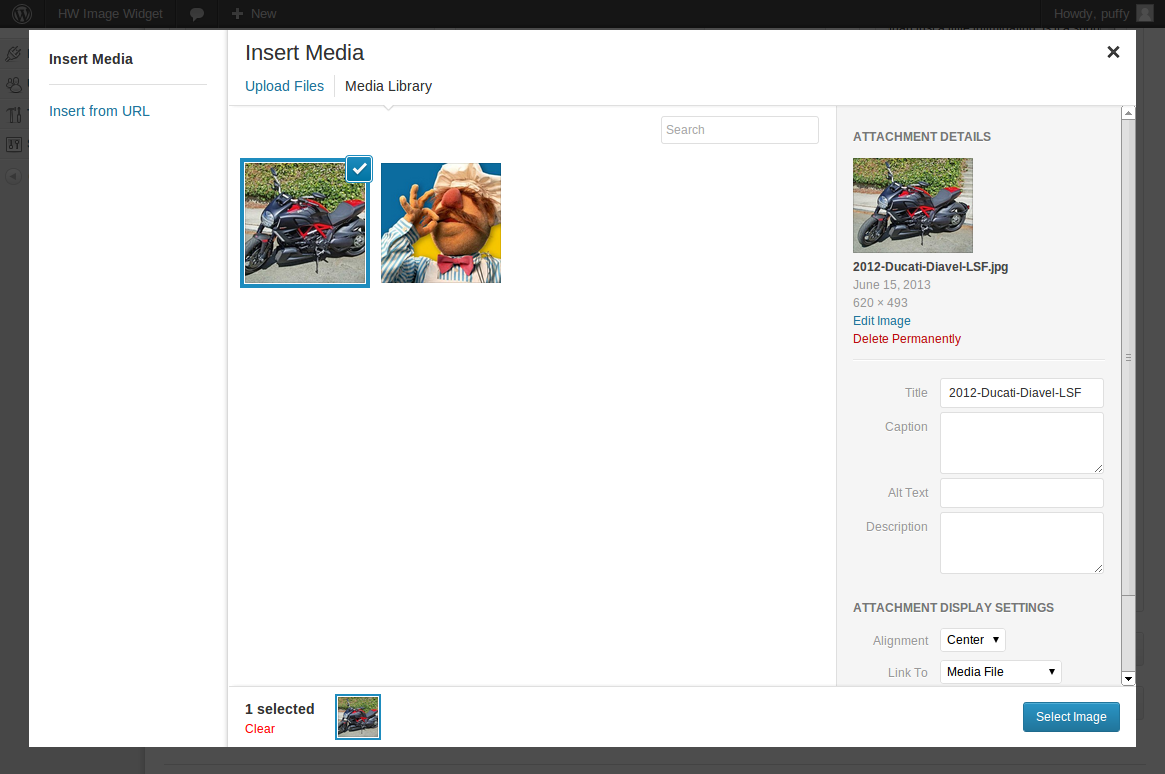 HW Image Widget
New
Howdy, puffy
Insert Media
Insert from URL
Insert Media
Upload Files
Media Library
Search
ATTACHMENT DETAILS
2012-Ducati-Diavel-LSF.jpg
June 15, 2013
620 × 493
Edit Image
Delete Permanently
Title
2012-Ducati-Diavel-LSF
Caption
Alt Text
Description
ATTACHMENT DISPLAY SETTINGS
Alignment
Center
Link To
Media File
1 selected
Clear
Select Image